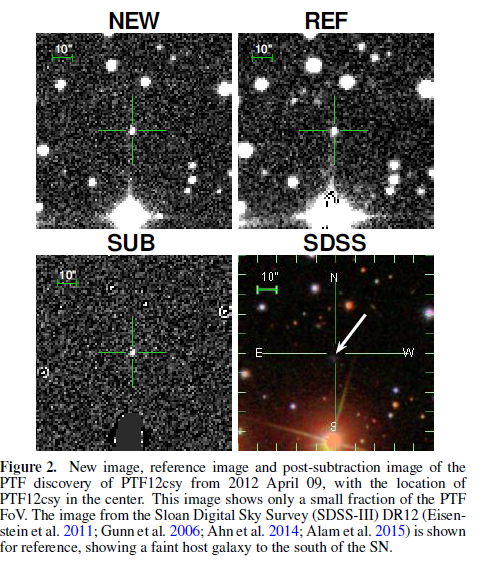 NEW
REF
10"
10"
SUB
SDSS
10"
10"
N
E
W
S
Figure 2. New image, reference image and post-subtraction image of the
PTF discovery of PTF12csy from 2012 April 09, with the location of
PTF12csy in the center. This image shows only a small fraction of the PTF
FoV. The image from the Sloan Digital Sky Survey (SDSS-III) DR12 (Eisen-
stein et al. 2011; Gunn et al. 2006; Ahn et al. 2014; Alam et al. 2015) is shown
for reference, showing a faint host galaxy to the south of the SN.